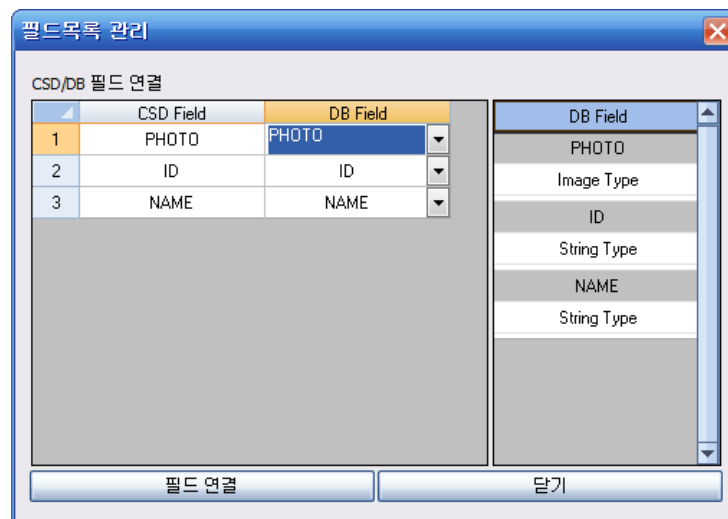 필드목록 관리
CSD/DB 필드 연결
CSD Field DB Field
1 PHOTO PHOTO
2 ID ID
3 NAME NAME
DB Field
PHOTO
Image Type
ID
String Type
NAME
String Type
필드 연결 닫기